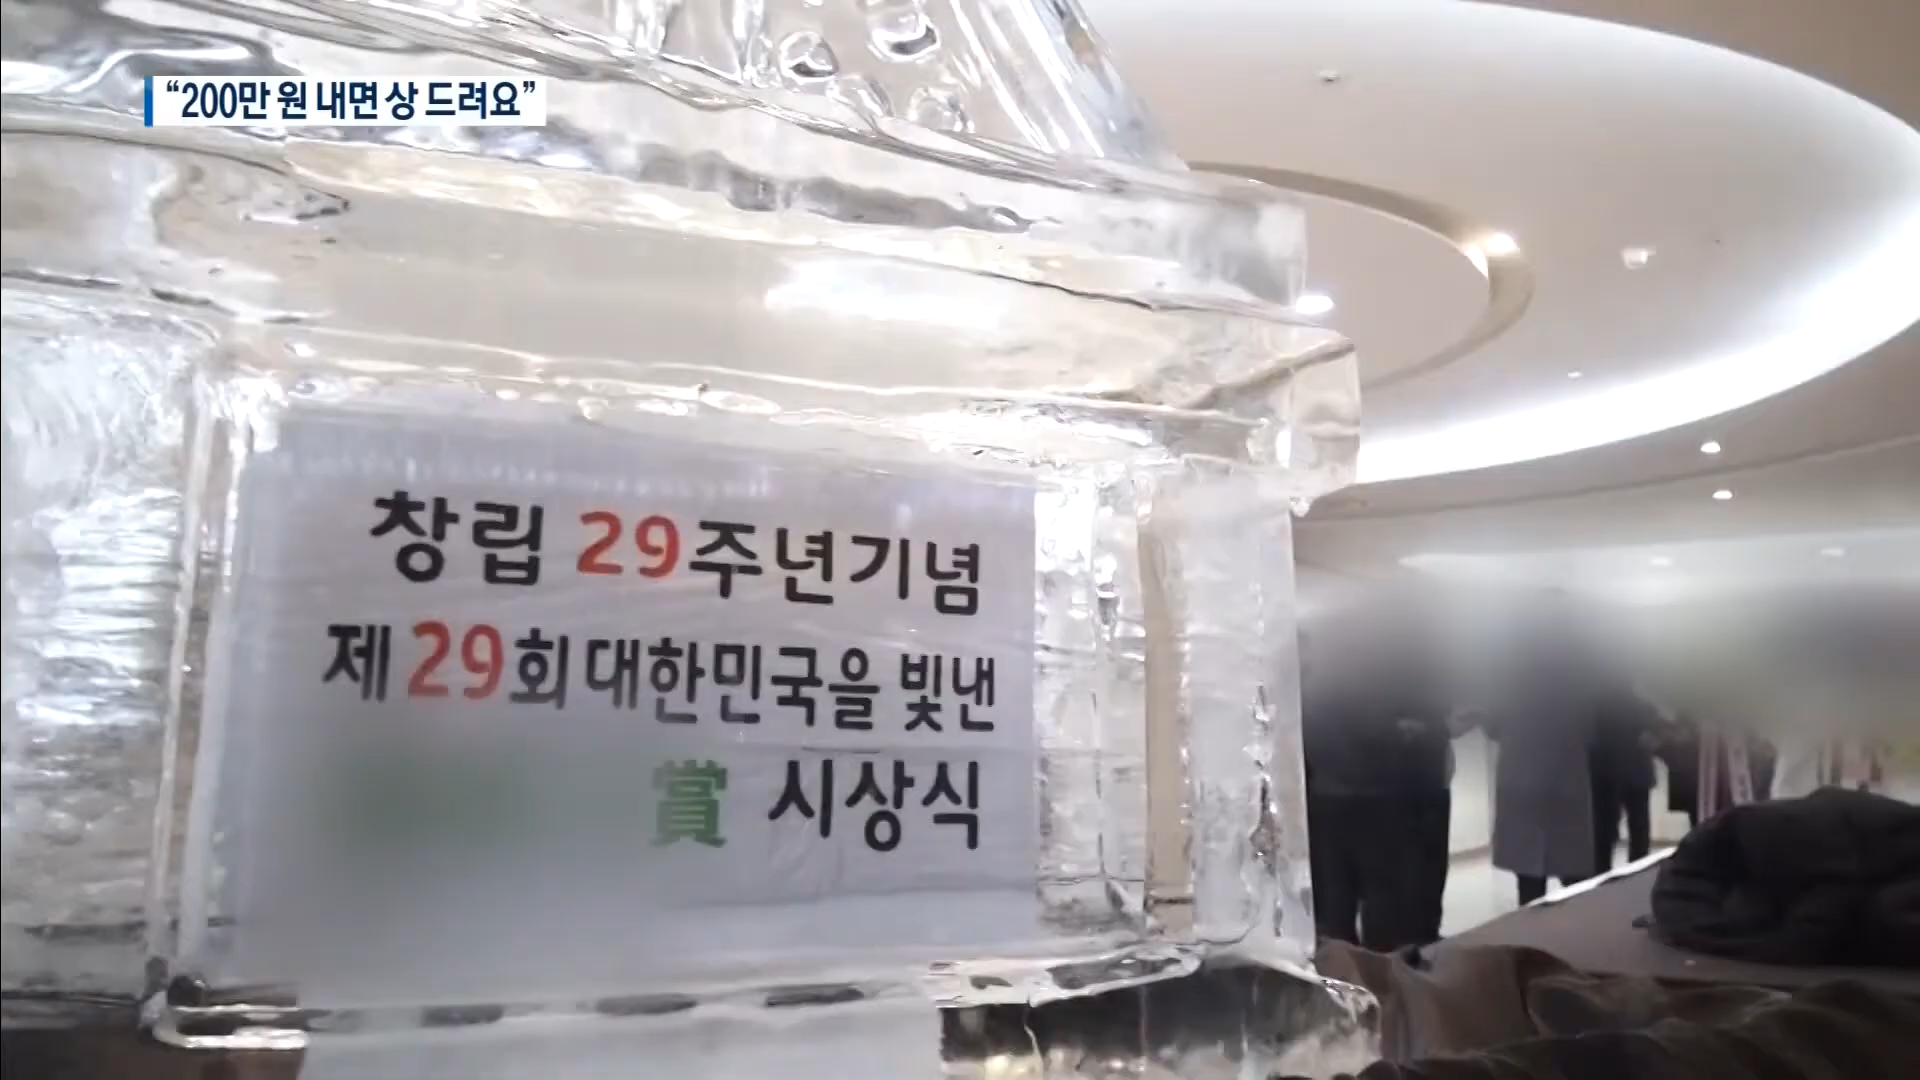 “200만 원 내면 상 드려요”
창립 29주년기념
제 29회 대한민국을 빛낸
賞 시상식